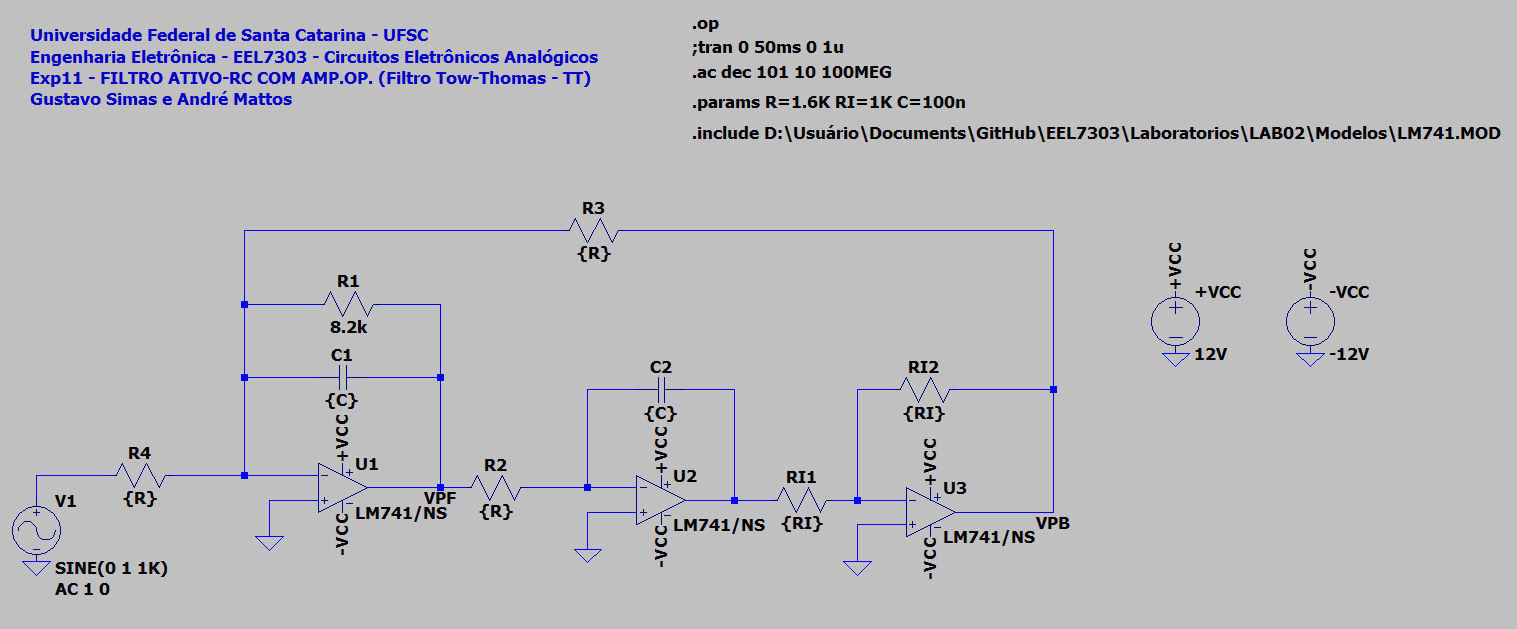 Universidade Federal de Santa Catarina - UFSC
Engenharia Eletrônica - EEL7303 - Circuitos Eletrônicos Analógicos
Exp11 - FILTRO ATIVO-RC COM AMP.OP. (Filtro Tow-Thomas - TT)
Gustavo Simas e André Mattos
.op
;tran 0 50ms 0 1u
.ac dec 101 10 100MEG
.params R=1.6K RI=1K C=100n
.include D:\Usuário\Documents\GitHub\EEL7303\Laboratorios\LAB02\Modelos\LM741.MOD
R3
{R}
R1
8.2k
C1
{C}
+VCC
U1
-VCC
LM741/NS
VPF
R4
{R}
V1
SINE(0 1 1K)
AC 1 0
R2
{R}
C2
{C}
+VCC
U2
-VCC
LM741/NS
RI1
{RI}
RI2
{RI}
+VCC
U3
-VCC
LM741/NS
VPB
+VCC
+VCC
12V
-VCC
-VCC
-12V